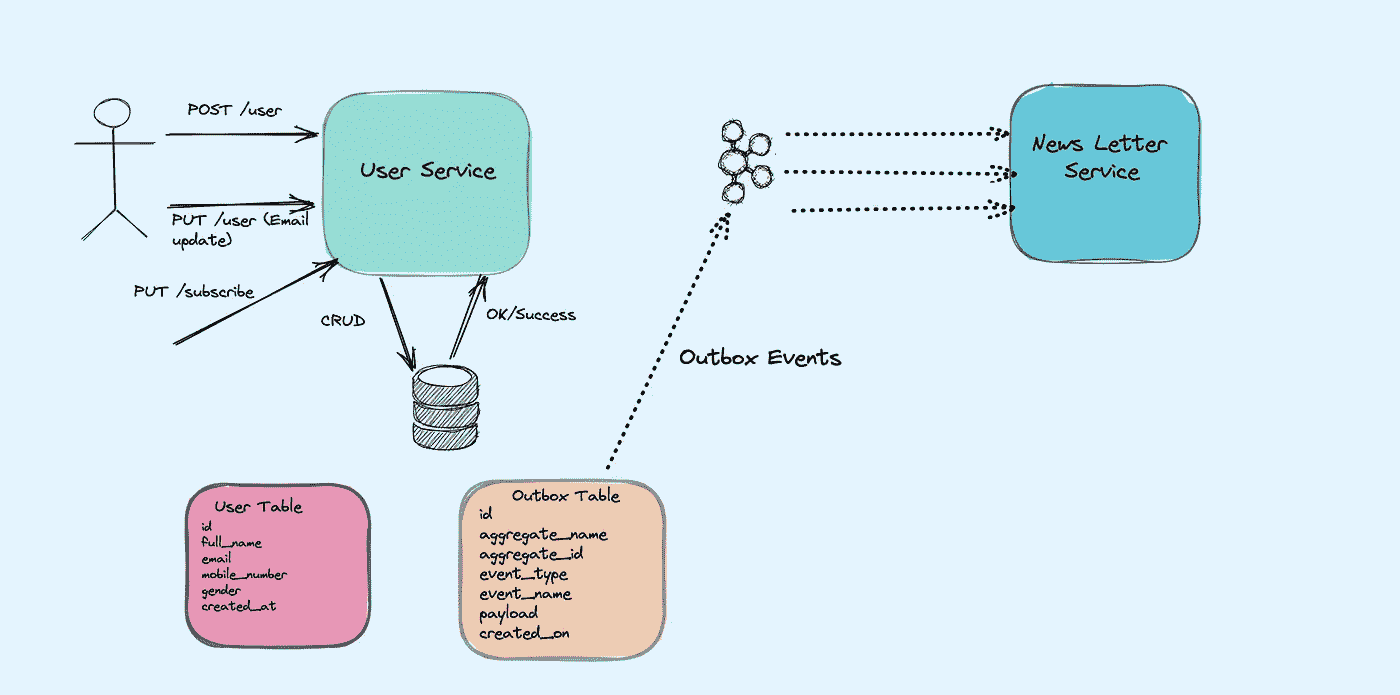 POST /user
User Service
News Letter
Service
PUT /user (Email
update)
PUT /subscribe
CRUD
OK/Success
Outbox Events
User Table
id
full_name
email
mobile_number
gender
created_at
Outbox Table
id
aggregate_name
aggregate_id
event_type
event_name
payload
created_on